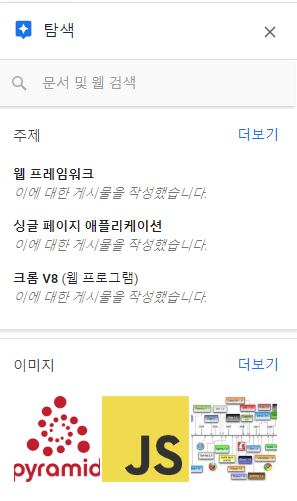 탐색
문서 및 웹 검색
주제 더보기
웹 프레임워크
이에 대한 게시물을 작성했습니다.
싱글 페이지 애플리케이션
이에 대한 게시물을 작성했습니다.
크롬 V8 (웹 프로그램)
이에 대한 게시물을 작성했습니다.
이미지 더보기
pyramid
JS